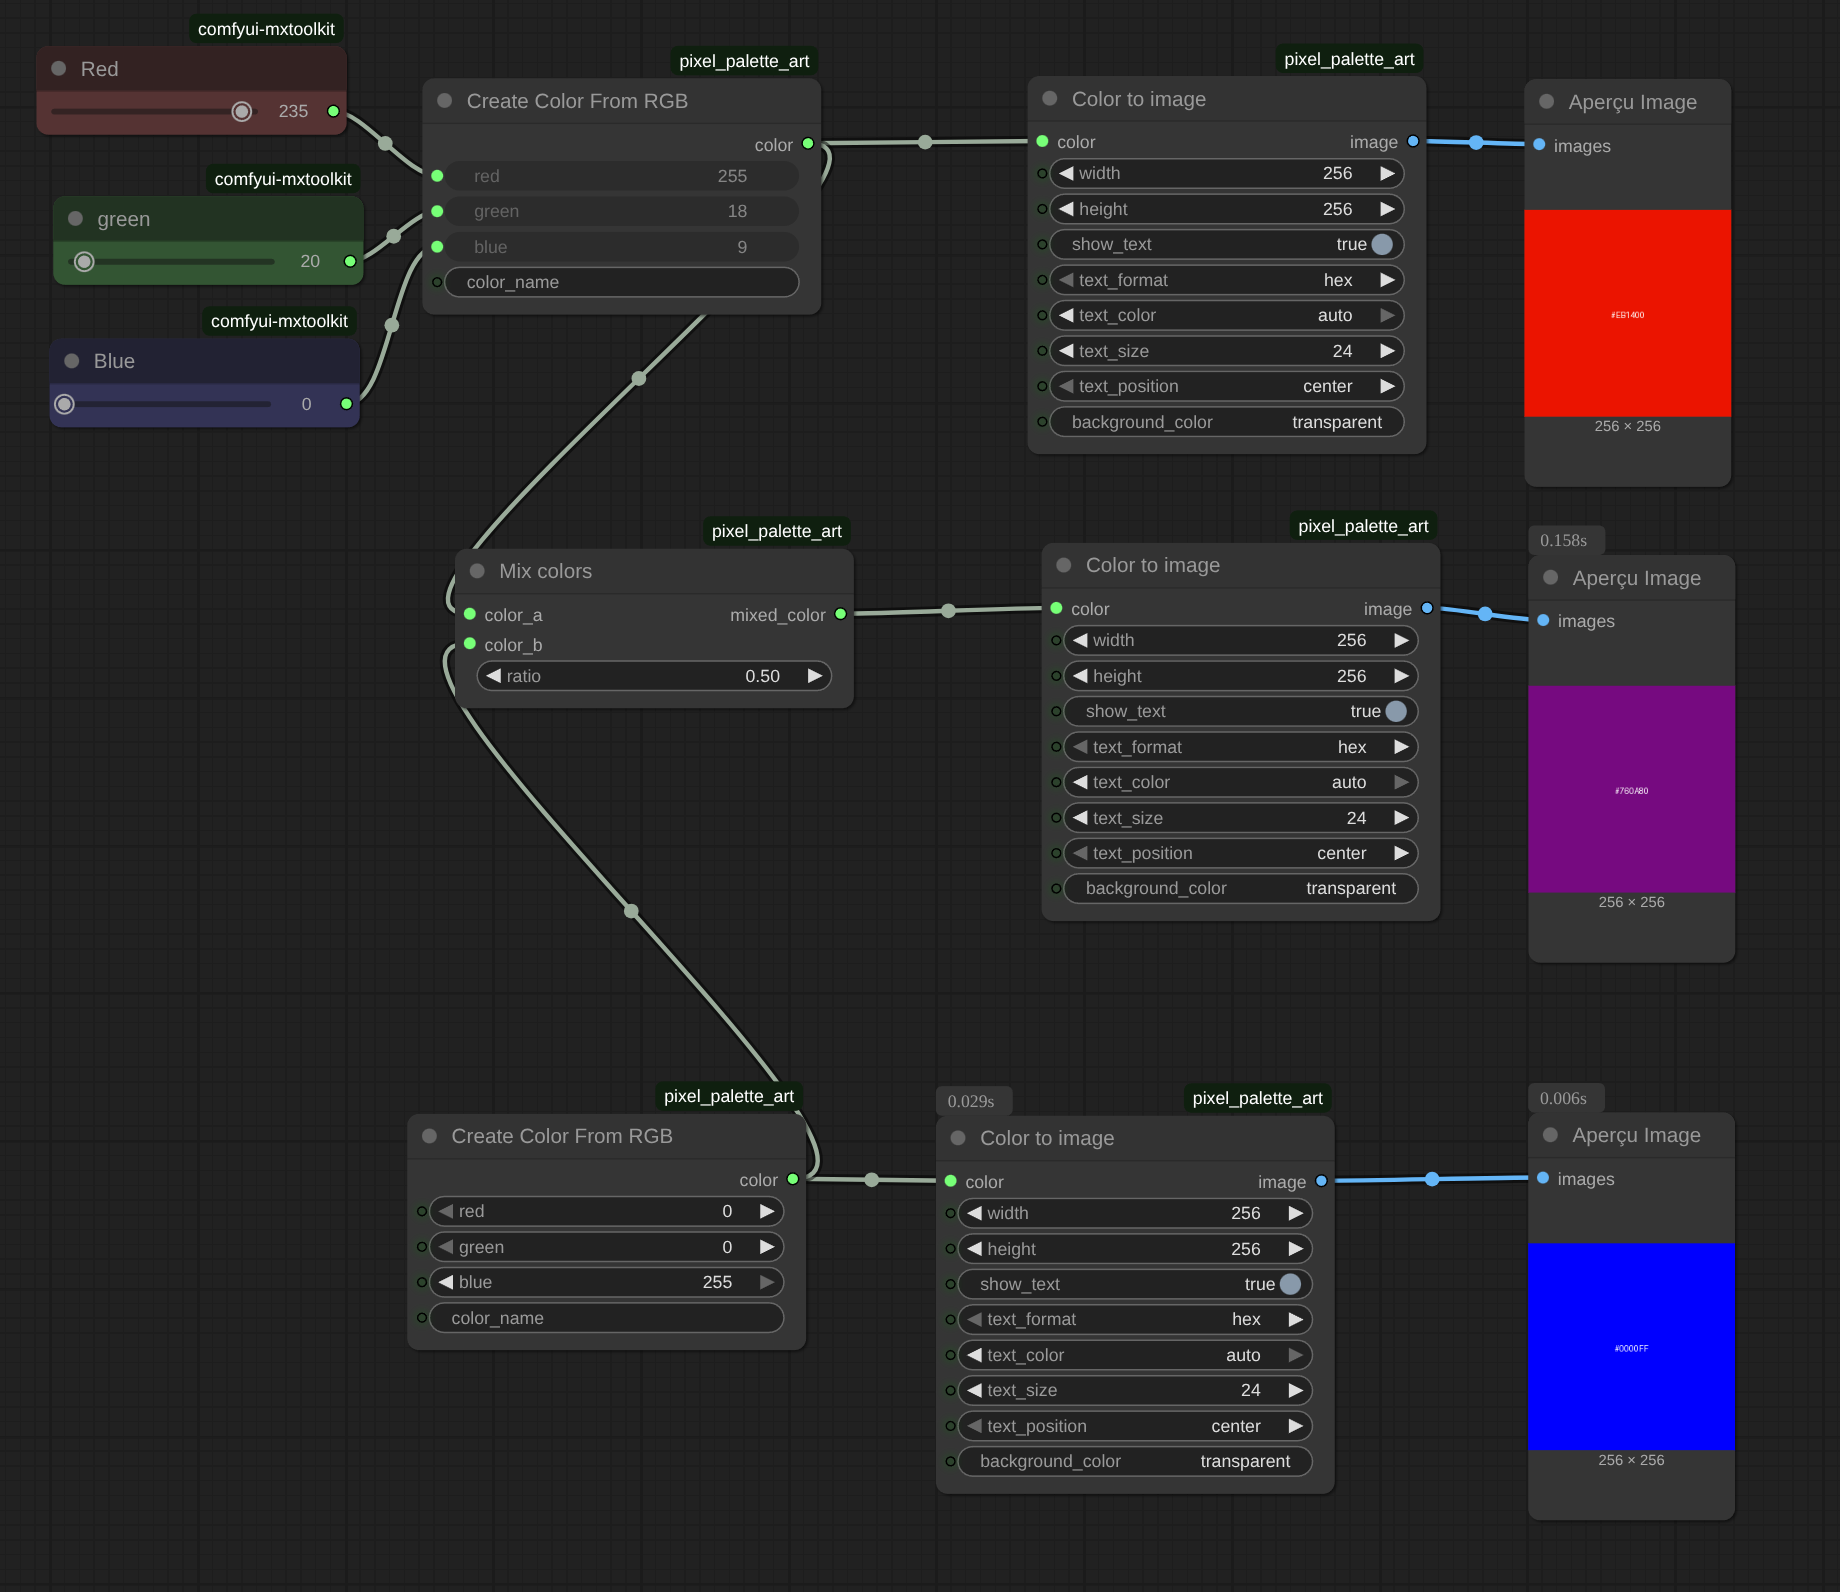 comfyui-mxtoolkit
Red
235
comfyui-mxtoolkit
green
20
comfyui-mxtoolkit
Blue
0
pixel_palette_art
Create Color From RGB
color
red 255
green 18
blue 9
color_name
pixel_palette_art
Color to image
color image
width 256
height 256
show_text true
text_format hex
text_color auto
text_size 24
text_position center
background_color transparent
Aperçu Image
images
#EB1400
256 × 256
pixel_palette_art
Mix colors
color_a mixed_color
color_b
ratio 0.50
pixel_palette_art
Color to image
color image
width 256
height 256
show_text true
text_format hex
text_color auto
text_size 24
text_position center
background_color transparent
0.158s
Aperçu Image
images
#760A80
256 × 256
pixel_palette_art
Create Color From RGB
color
red 0
green 0
blue 255
color_name
0.029s
pixel_palette_art
Color to image
color image
width 256
height 256
show_text true
text_format hex
text_color auto
text_size 24
text_position center
background_color transparent
0.006s
Aperçu Image
images
#0000FF
256 × 256